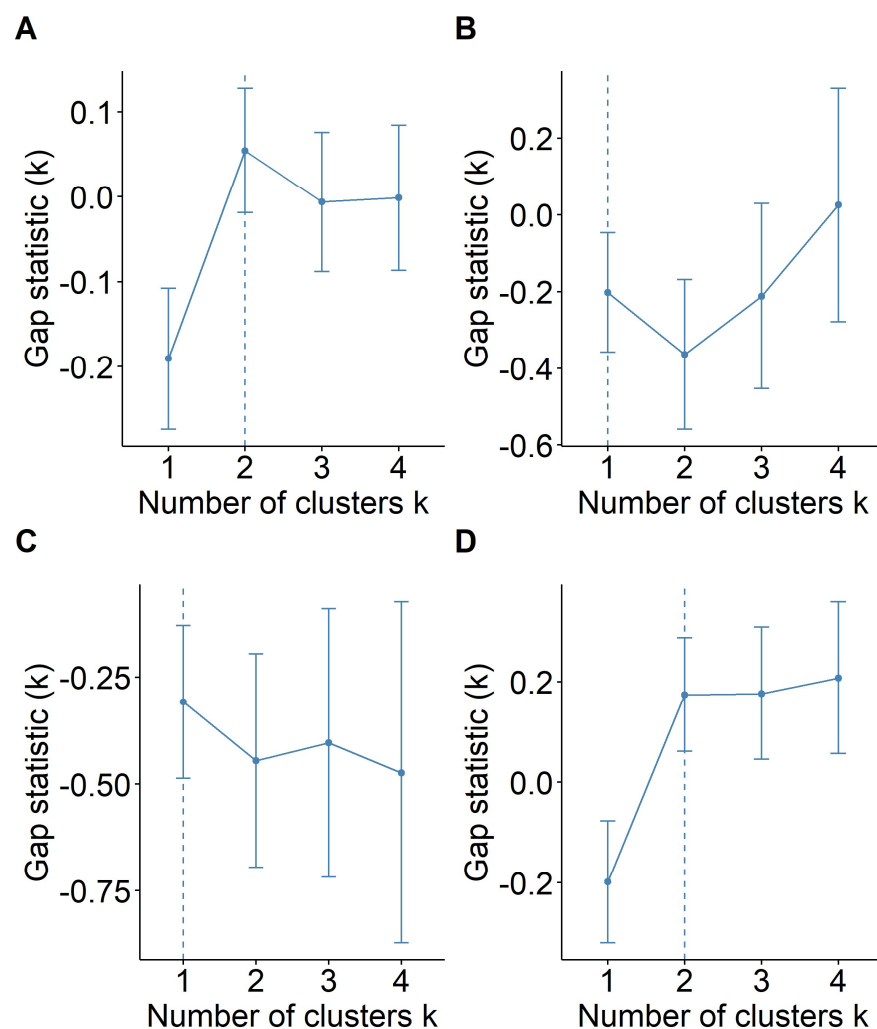 A
Gap statistic (k)
0.1
0.0
-0.1
-0.2
1 2 3 4
Number of clusters k
B
Gap statistic (k)
0.2
0.0
-0.2
-0.4
-0.6
1 2 3 4
Number of clusters k
C
Gap statistic (k)
-0.25
-0.50
-0.75
1 2 3 4
Number of clusters k
D
Gap statistic (k)
0.2
0.0
-0.2
1 2 3 4
Number of clusters k